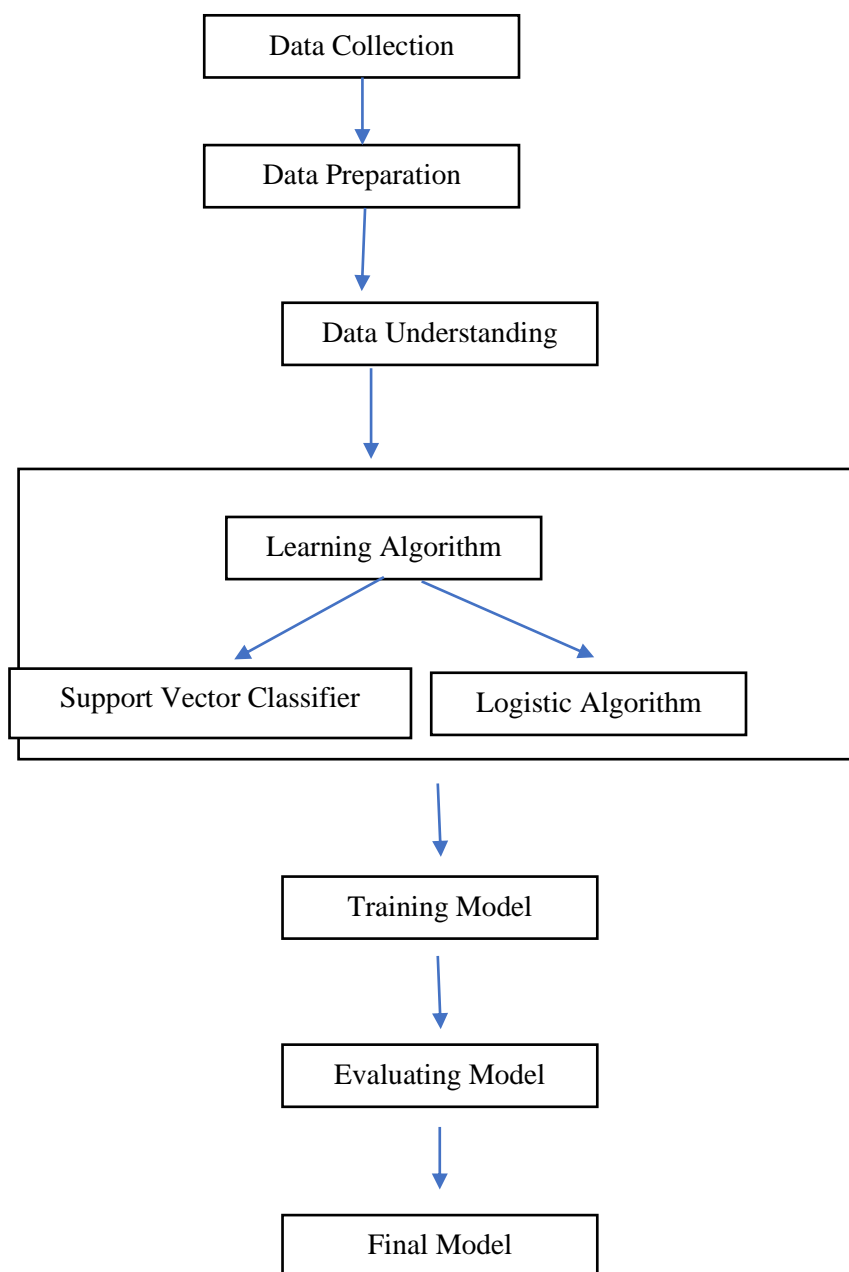 Data Collection
Data Preparation
Data Understanding
Learning Algorithm
Support Vector Classifier
Logistic Algorithm
Training Model
Evaluating Model
Final Model